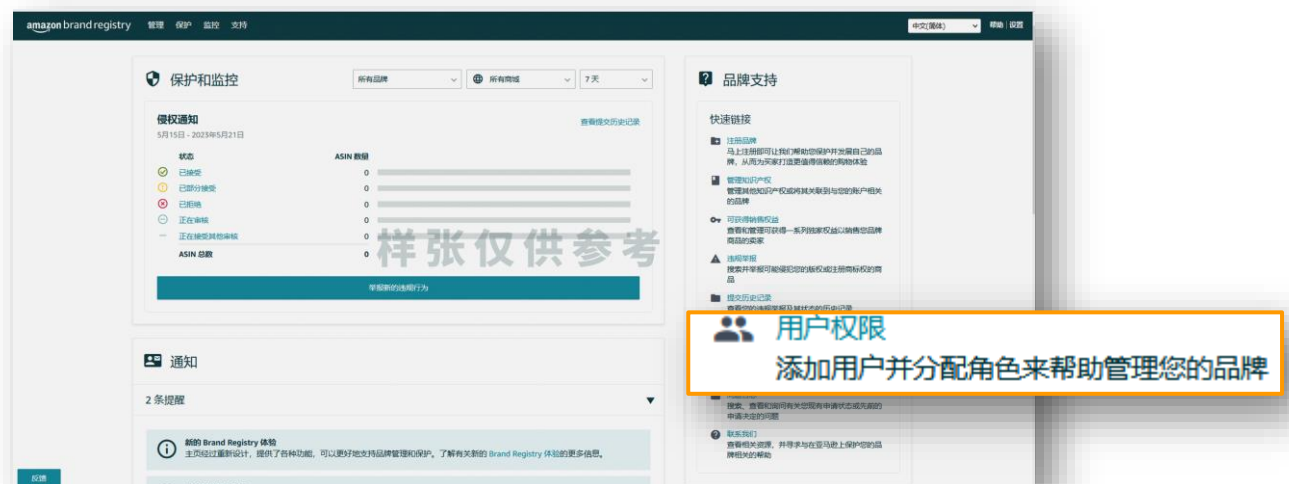 amazon brand registry 管理 保护 监控 支持 中文(简体) 帮助 | 设置
保护和监控
所有品牌 所有商城 7 天
侵权通知
查看提交历史记录
5月15日 - 2023年5月21日
状态 ASIN 数量
已接受 0
已部分接受 0
已拒绝 0
正在审核 0
正在接受其他审核 0
ASIN 总数 0
样张仅供参考
举报新的违规行为
通知
2 条提醒
新的 Brand Registry 体验
主页经过重新设计，提供了各种功能，可以更好地支持品牌管理和保护。了解有关新的 Brand Registry 体验的更多信息。
反馈
品牌支持
快速链接
注册品牌
马上注册即可让我们帮助您保护并发展自己的品
牌，从而为买家打造更值得信赖的购物体验
管理知识产权
管理其他知识产权或将其关联到与您的账户相关
的品牌
可获得销售权益
查看和管理可获得一系列独家权益以销售您品牌
商品的卖家
违规举报
搜索并举报可能侵犯您的版权或注册商标权的商
品
提交历史记录
查看您的违规举报及其状态的历史记录
用户权限
添加用户并分配角色来帮助管理您的品牌
搜索、查看和询问有关您现有申请状态或先前的
申请决定的问题
联系我们
查看相关资源，并寻求与在亚马逊上保护您的品
牌相关的帮助